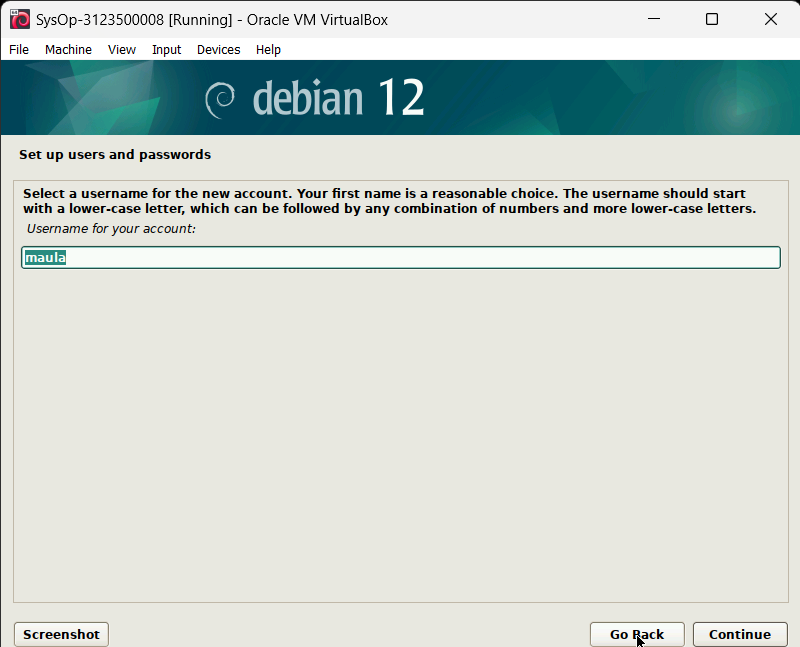 SysOp-3123500008 [Running] - Oracle VM VirtualBox
File Machine View Input Devices Help
debian 12
Set up users and passwords
Select a username for the new account. Your first name is a reasonable choice. The username should start
with a lower-case letter, which can be followed by any combination of numbers and more lower-case letters.
Username for your account:
maula
Screenshot Go Back Continue